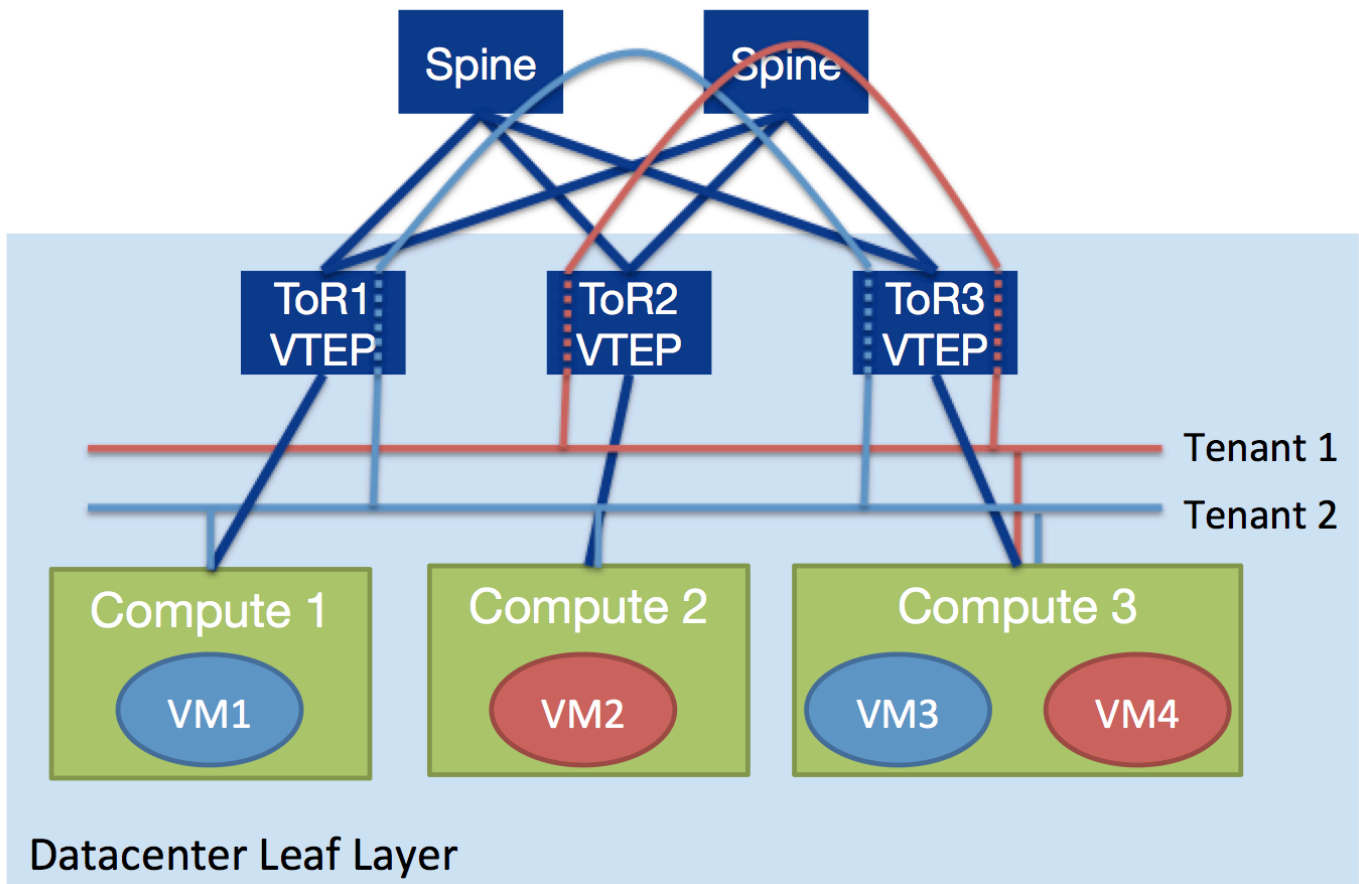 Spine
Spine
ToR1
VTEP
ToR2
VTEP
ToR3
VTEP
Tenant 1
Tenant 2
Compute 1
Compute 2
Compute 3
VM1
VM2
VM3
VM4
Datacenter Leaf Layer